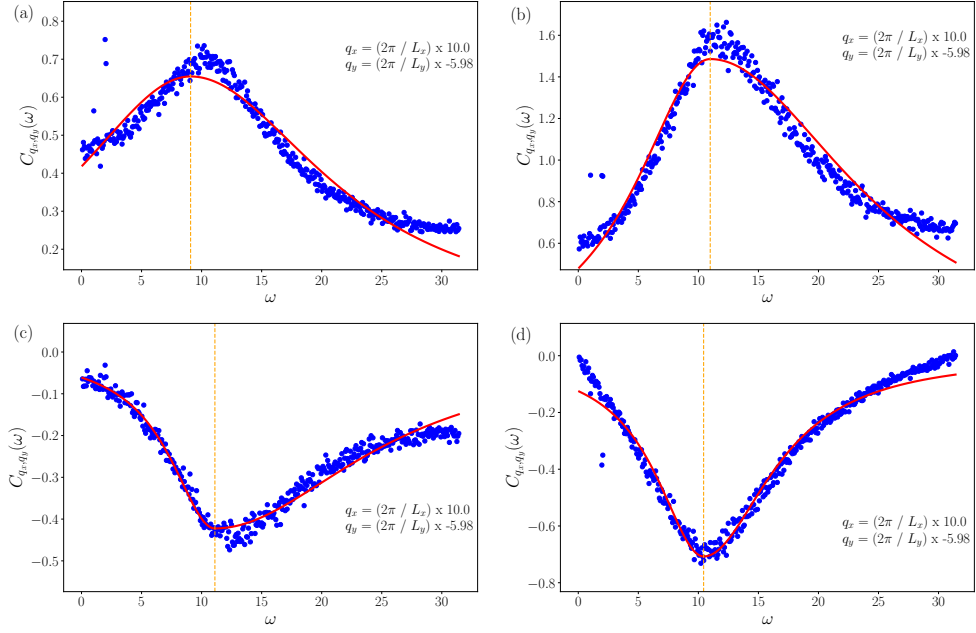 (a)
0.8
0.7
0.6
0.5
0.4
0.3
0.2
C_{q_x,q_y}(ω)
q_x = (2π / L_x) x 10.0
q_y = (2π / L_y) x -5.98
0 5 10 15 20 25 30
ω
(b)
1.6
1.4
1.2
1.0
0.8
0.6
0.4
C_{q_x,q_y}(ω)
q_x = (2π / L_x) x 10.0
q_y = (2π / L_y) x -5.98
0 5 10 15 20 25 30
ω
(c)
0.0
−0.1
−0.2
−0.3
−0.4
−0.5
C_{q_x,q_y}(ω)
q_x = (2π / L_x) x 10.0
q_y = (2π / L_y) x -5.98
0 5 10 15 20 25 30
ω
(d)
0.0
−0.2
−0.4
−0.6
−0.8
C_{q_x,q_y}(ω)
q_x = (2π / L_x) x 10.0
q_y = (2π / L_y) x -5.98
0 5 10 15 20 25 30
ω